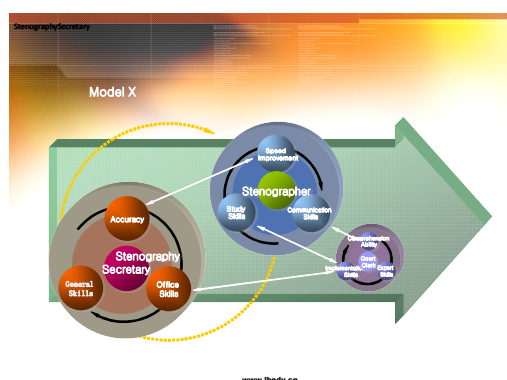 StenographySecretary
Model X
Speed
Improvement
Stenographer
Study
Skills
Communication
Skills
Accuracy
Stenography
Secretary
General
Skills
Office
Skills
Comprehension
Ability
Court
Clerk
Implementation
Skills
Expert
Skills